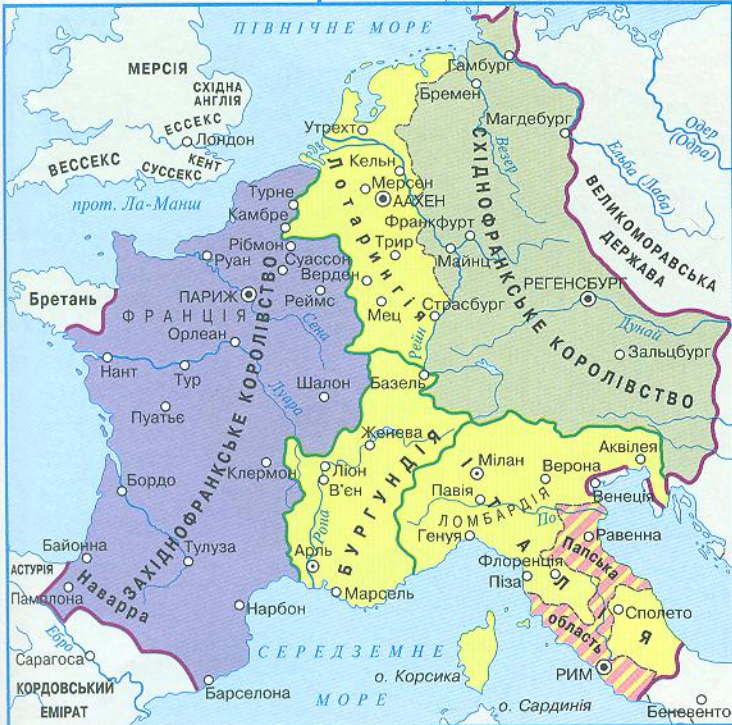 ПІВНІЧНЕ МОРЕ
МЕРСІЯ
СХІДНА
АНГЛІЯ
ЕССЕКС
Лондон
ВЕССЕКС
КЕНТ
СУССЕКС
прот. Ла-Манш
Гамбург
Бремен
Магдебург
Везер
Одер
(Одра)
Ельба (Лаба)
Утрехт
Кельн
Мерсен
ААХЕН
Лотарингія
СХІДНОФРАНКСЬКЕ КОРОЛІВСТВО
ВЕЛИКОМОРАВСЬКА
ДЕРЖАВА
Турне
Камбре
Франкфурт
Рібмон
Руан
Суассон
Трир
Майнц
Верден
РЕГЕНСБУРГ
Бретань
ПАРИЖ
Реймс
Мец
Страсбург
ФРАНЦІЯ
Орлеан
Сена
Рейн
Дунай
Зальцбург
Нант
Тур
Луара
Шалон
Базель
Пуатьє
ЗАХІДНОФРАНКСЬКЕ КОРОЛІВСТВО
Женева
БУРГУНДІЯ
Клермон
Ліон
В'єн
Мілан
Верона
Аквілея
Бордо
Павія
ЛОМБАРДІЯ
По
Венеція
ІТАЛІЯ
Рона
Генуя
Равенна
Байонна
Тулуза
Арль
Флоренція
Папська
область
АСТУРІЯ
Наварра
Памплона
Марсель
Піза
Сполето
Нарбон
Ебро
Сарагоса
СЕРЕДЗЕМНЕ
МОРЕ
о. Корсика
РИМ
КОРДОВСЬКИЙ
ЕМІРАТ
Барселона
о. Сардинія
Беневенто